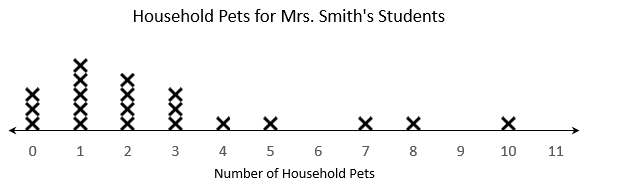 Household Pets for Mrs. Smith's Students
0 1 2 3 4 5 6 7 8 9 10 11
Number of Household Pets